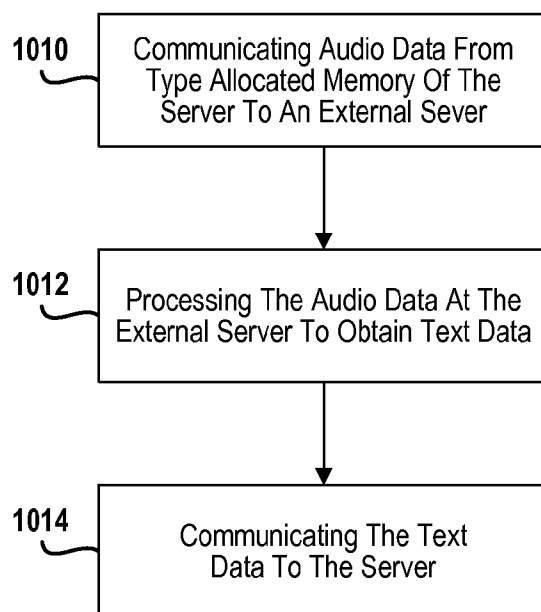 1010
Communicating Audio Data From
Type Allocated Memory Of The
Server To An External Sever
1012
Processing The Audio Data At The
External Server To Obtain Text Data
1014
Communicating The Text
Data To The Server